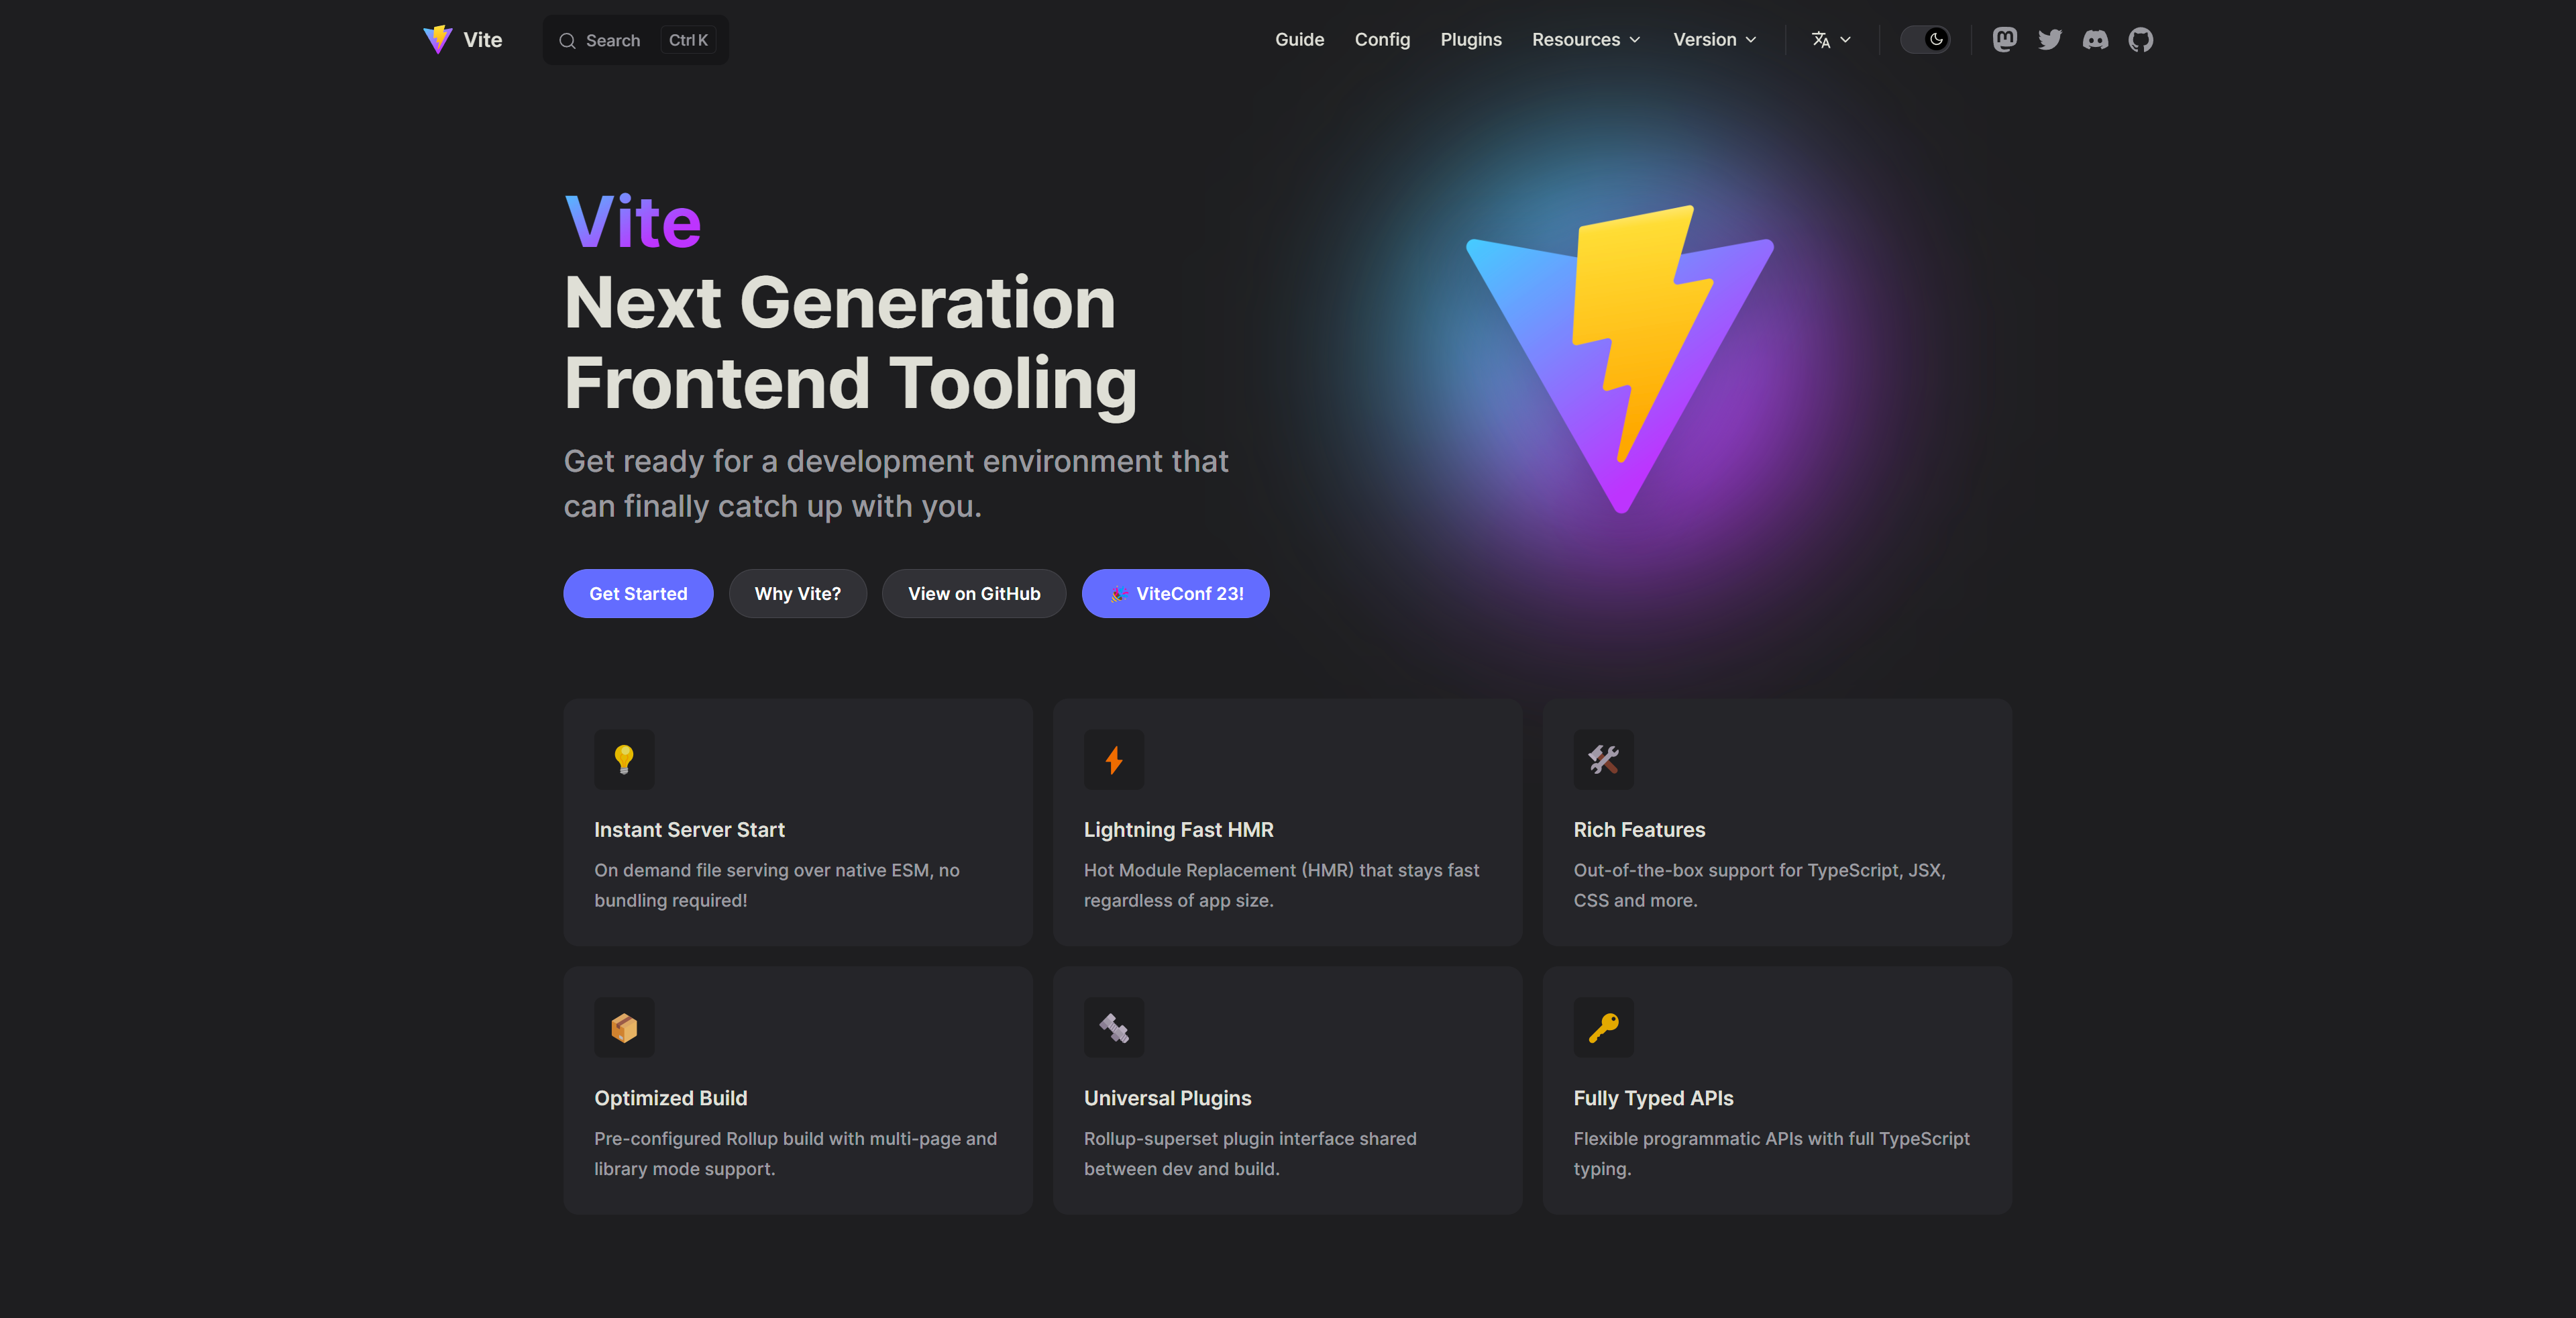 Vite
Search Ctrl K
Guide Config Plugins Resources Version
Vite
Next Generation
Frontend Tooling
Get ready for a development environment that
can finally catch up with you.
Get Started Why Vite? View on GitHub 🎉 ViteConf 23!
Instant Server Start
On demand file serving over native ESM, no
bundling required!
Lightning Fast HMR
Hot Module Replacement (HMR) that stays fast
regardless of app size.
Rich Features
Out-of-the-box support for TypeScript, JSX,
CSS and more.
Optimized Build
Pre-configured Rollup build with multi-page and
library mode support.
Universal Plugins
Rollup-superset plugin interface shared
between dev and build.
Fully Typed APIs
Flexible programmatic APIs with full TypeScript
typing.